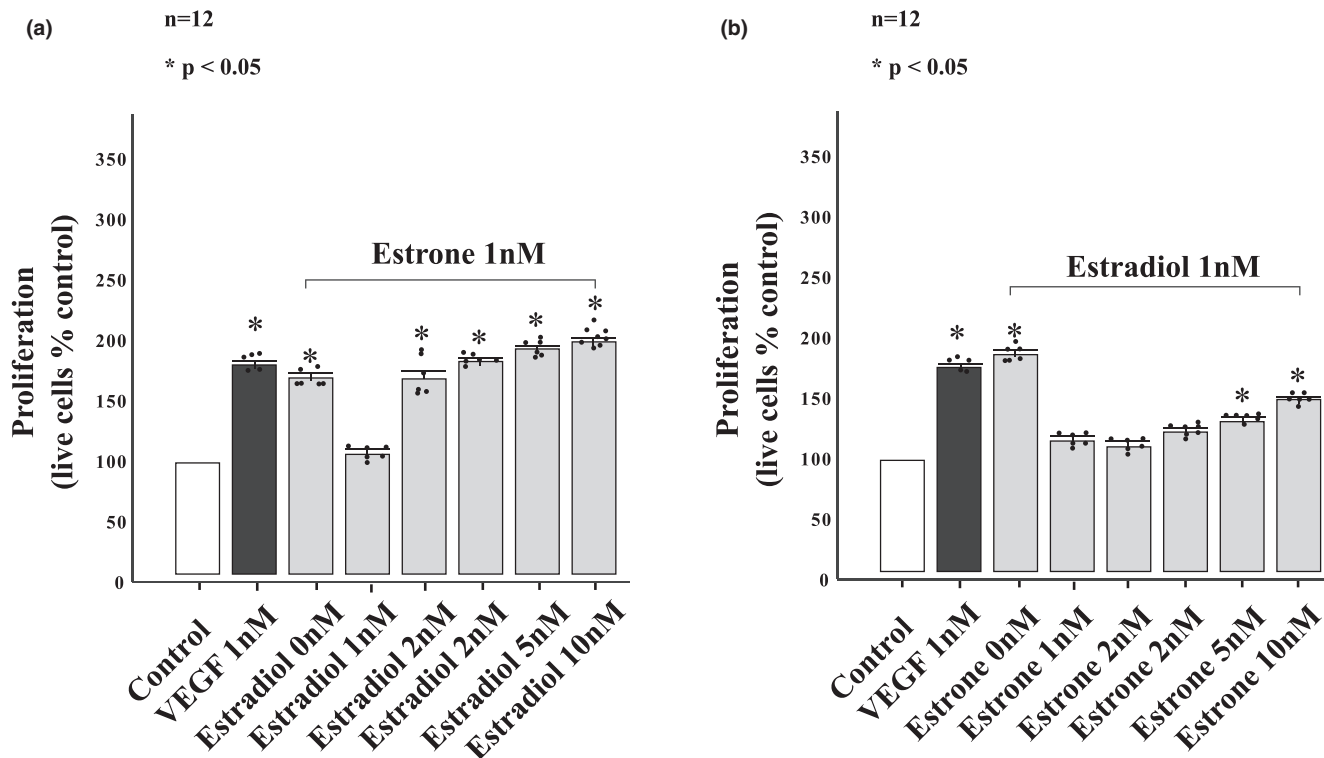 (a)
n=12
* p < 0.05
Proliferation
(live cells % control)
350
300
250
200
150
100
50
0
Estrone 1nM
*
*
*
*
*
*
Control
VEGF 1nM
Estradiol 0nM
Estradiol 1nM
Estradiol 2nM
Estradiol 2nM
Estradiol 5nM
Estradiol 10nM
(b)
n=12
* p < 0.05
Proliferation
(live cells % control)
350
300
250
200
150
100
50
0
Estradiol 1nM
*
*
*
*
Control
VEGF 1nM
Estrone 0nM
Estrone 1nM
Estrone 2nM
Estrone 2nM
Estrone 5nM
Estrone 10nM